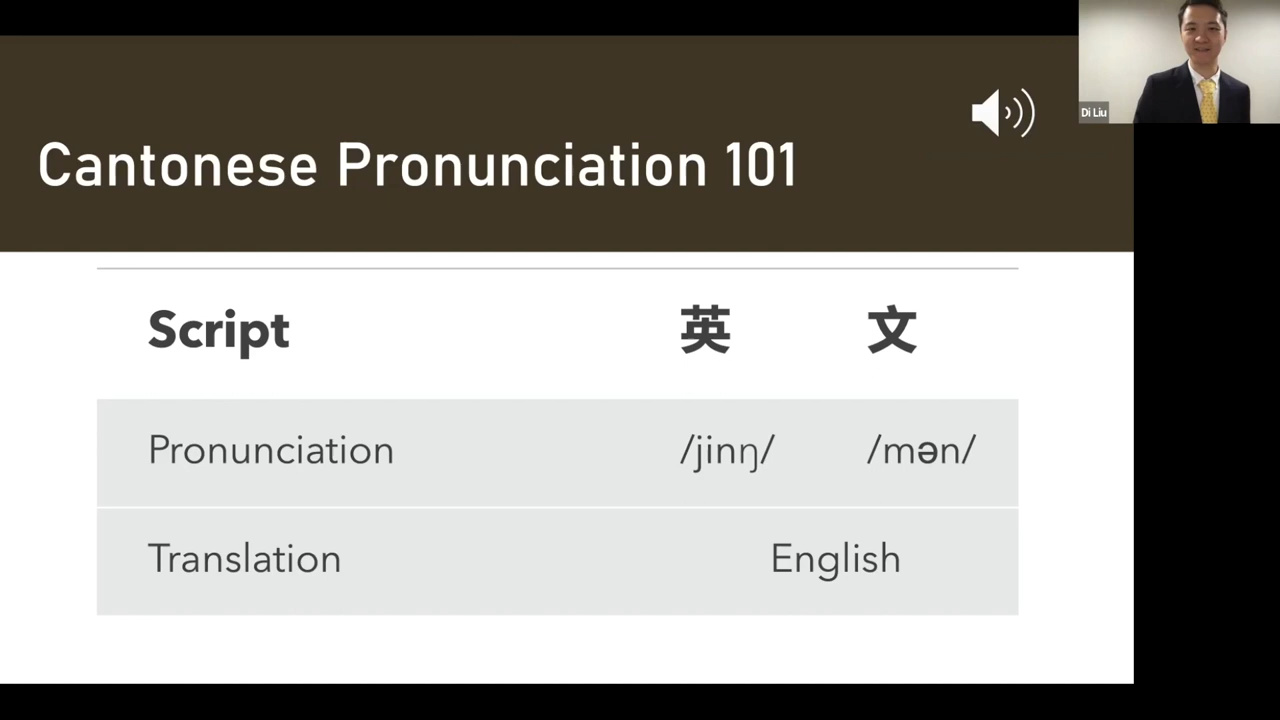 Cantonese Pronunciation 101
Di Liu
Script 英 文
Pronunciation /jinŋ/ /mən/
Translation English